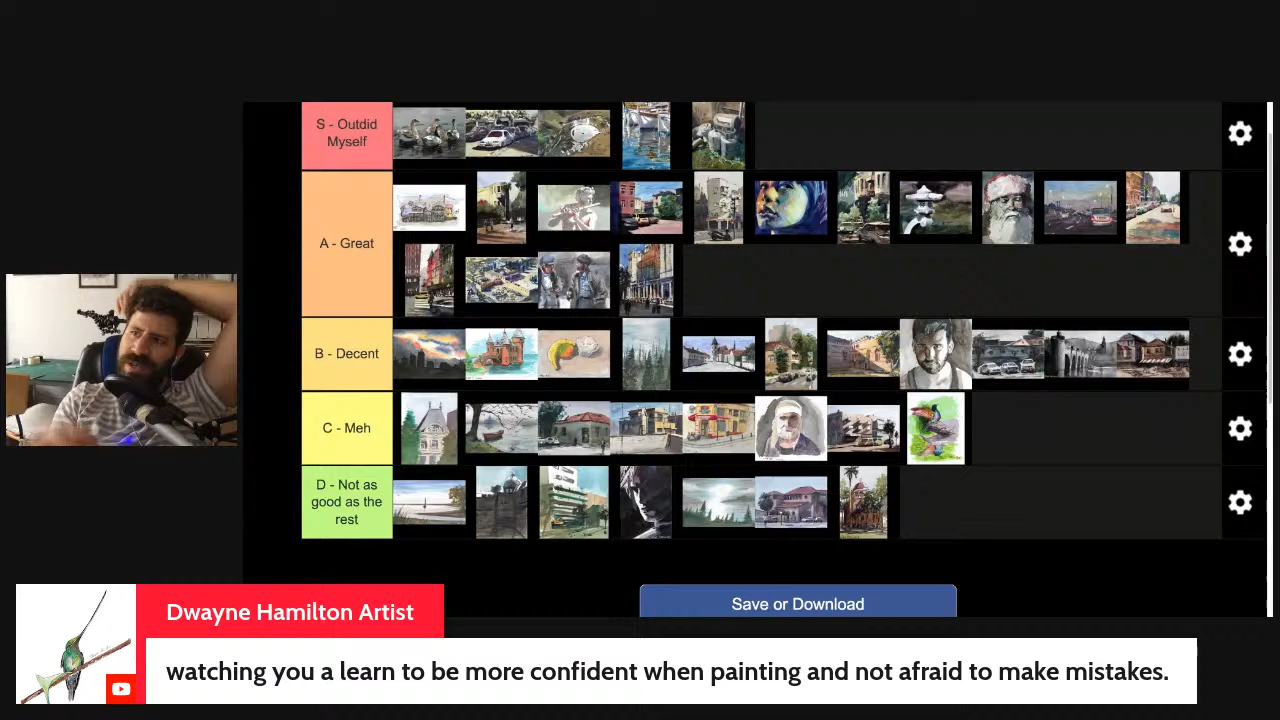 S - Outdid
Myself
A - Great
B - Decent
C - Meh
D - Not as
good as the
rest
Save or Download
Dwayne Hamilton Artist
watching you a learn to be more confident when painting and not afraid to make mistakes.